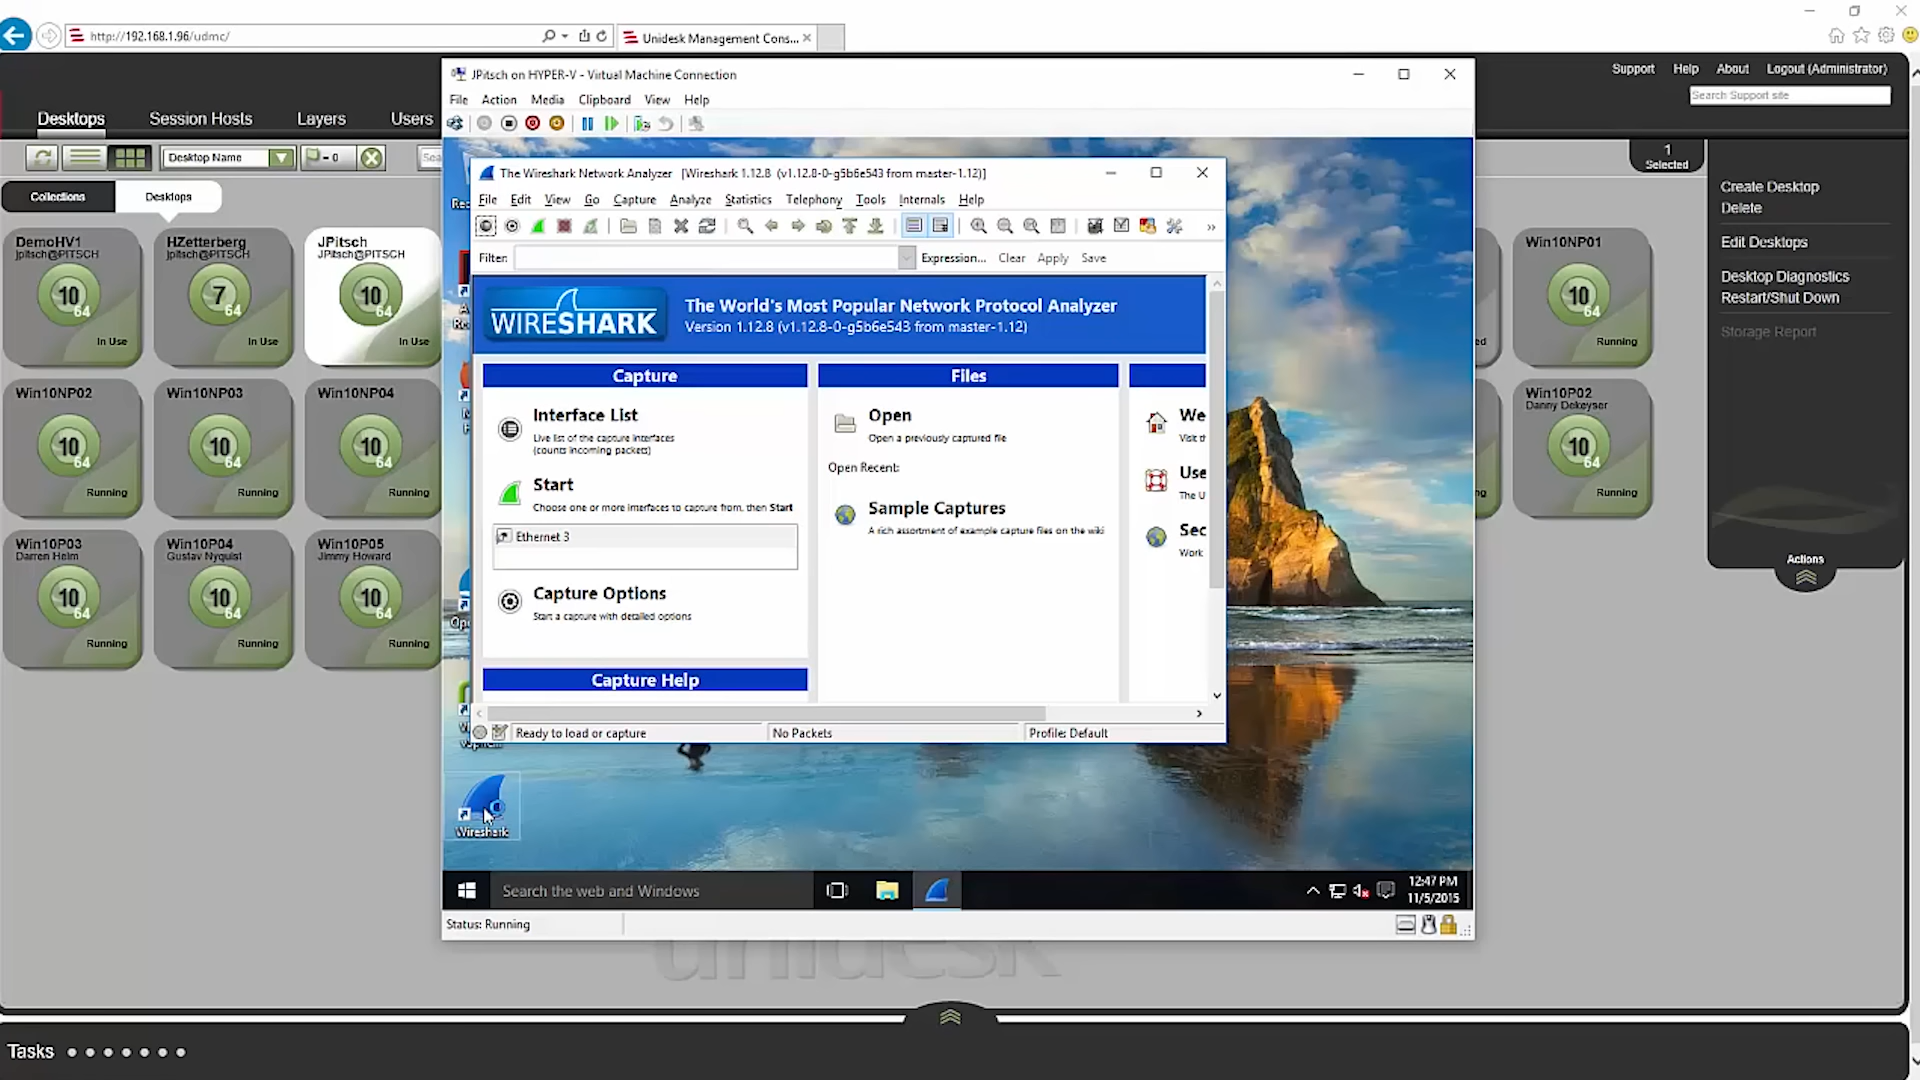 http://192.168.1.96/udmc/
Unidesk Management Cons...
Support Help About Logout (Administrator)
Search Support site
Desktops Session Hosts Layers Users
Desktop Name
- 0
Sea
Collections Desktops
1
Selected
DemoHV1
jpitsch@PITSCH
10
64
In Use
HZetterberg
jpitsch@PITSCH
7
64
In Use
JPitsch
JPitsch@PITSCH
10
64
In Use
Win10NP01
10
64
Running
Win10NP02
10
64
Running
Win10NP03
10
64
Running
Win10NP04
10
64
Running
Win10P02
Danny Dekeyser
10
64
Running
Win10P03
Darren Helm
10
64
Running
Win10P04
Gustav Nyquist
10
64
Running
Win10P05
Jimmy Howard
10
64
Running
Create Desktop
Delete
Edit Desktops
Desktop Diagnostics
Restart/Shut Down
Storage Report
Actions
JPitsch on HYPER-V - Virtual Machine Connection
File Action Media Clipboard View Help
The Wireshark Network Analyzer [Wireshark 1.12.8 (v1.12.8-0-g5b6e543 from master-1.12)]
File Edit View Go Capture Analyze Statistics Telephony Tools Internals Help
Filter: Expression... Clear Apply Save
WIRESHARK
The World's Most Popular Network Protocol Analyzer
Version 1.12.8 (v1.12.8-0-g5b6e543 from master-1.12)
Capture
Interface List
Live list of the capture interfaces
(counts incoming packets)
Start
Choose one or more interfaces to capture from, then Start
Ethernet 3
Capture Options
Start a capture with detailed options
Capture Help
Files
Open
Open a previously captured file
Open Recent:
Sample Captures
A rich assortment of example capture files on the wiki
We
Visit th
Use
The U
Sec
Work
Ready to load or capture
No Packets
Profile: Default
Wireshark
Search the web and Windows
12:47 PM
11/5/2015
Status: Running
unidesk
Tasks